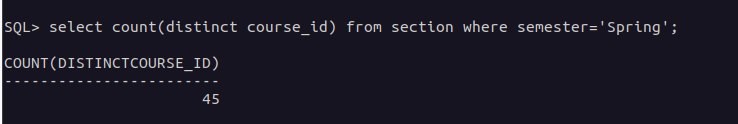 SQL> select count(distinct course_id) from section where semester='Spring';
COUNT(DISTINCTCOURSE_ID)
------------------------
45